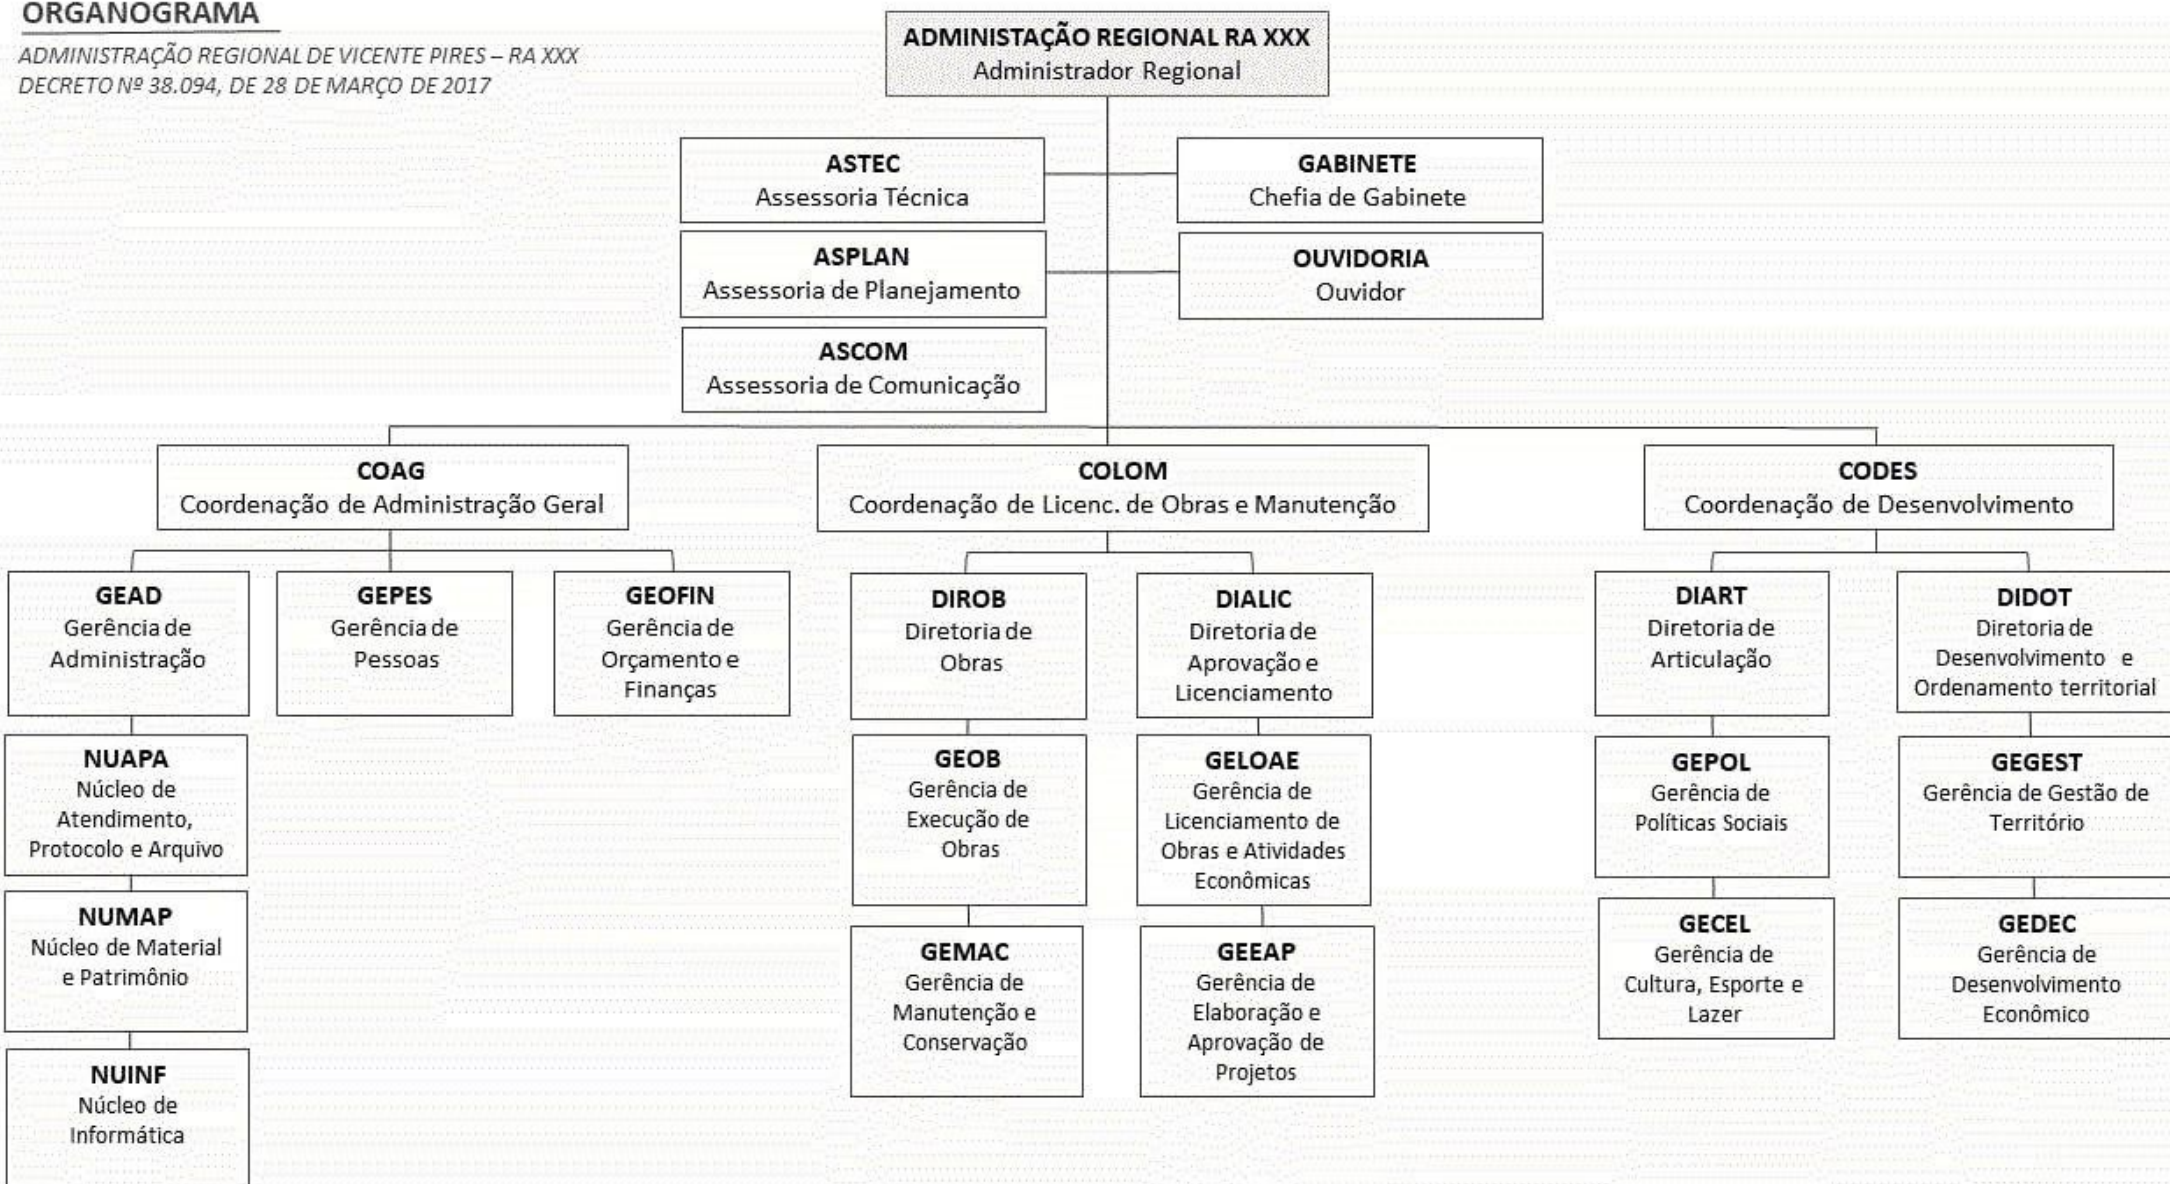 ORGANOGRAMA
ADMINISTRAÇÃO REGIONAL DE VICENTE PIRES – RA XXX
DECRETO Nº 38.094, DE 28 DE MARÇO DE 2017
ADMINISTAÇÃO REGIONAL RA XXX
Administrador Regional
ASTEC
Assessoria Técnica
GABINETE
Chefia de Gabinete
ASPLAN
Assessoria de Planejamento
OUVIDORIA
Ouvidor
ASCOM
Assessoria de Comunicação
COAG
Coordenação de Administração Geral
COLOM
Coordenação de Licenc. de Obras e Manutenção
CODES
Coordenação de Desenvolvimento
GEAD
Gerência de
Administração
GEPES
Gerência de
Pessoas
GEOFIN
Gerência de
Orçamento e
Finanças
DIROB
Diretoria de
Obras
DIALIC
Diretoria de
Aprovação e
Licenciamento
DIART
Diretoria de
Articulação
DIDOT
Diretoria de
Desenvolvimento e
Ordenamento territorial
NUAPA
Núcleo de
Atendimento,
Protocolo e Arquivo
GEOB
Gerência de
Execução de
Obras
GELOAE
Gerência de
Licenciamento de
Obras e Atividades
Econômicas
GEPOL
Gerência de
Políticas Sociais
GEGEST
Gerência de Gestão de
Território
NUMAP
Núcleo de Material
e Patrimônio
GEMAC
Gerência de
Manutenção e
Conservação
GEEAP
Gerência de
Elaboração e
Aprovação de
Projetos
GECEL
Gerência de
Cultura, Esporte e
Lazer
GEDEC
Gerência de
Desenvolvimento
Econômico
NUINF
Núcleo de
Informática